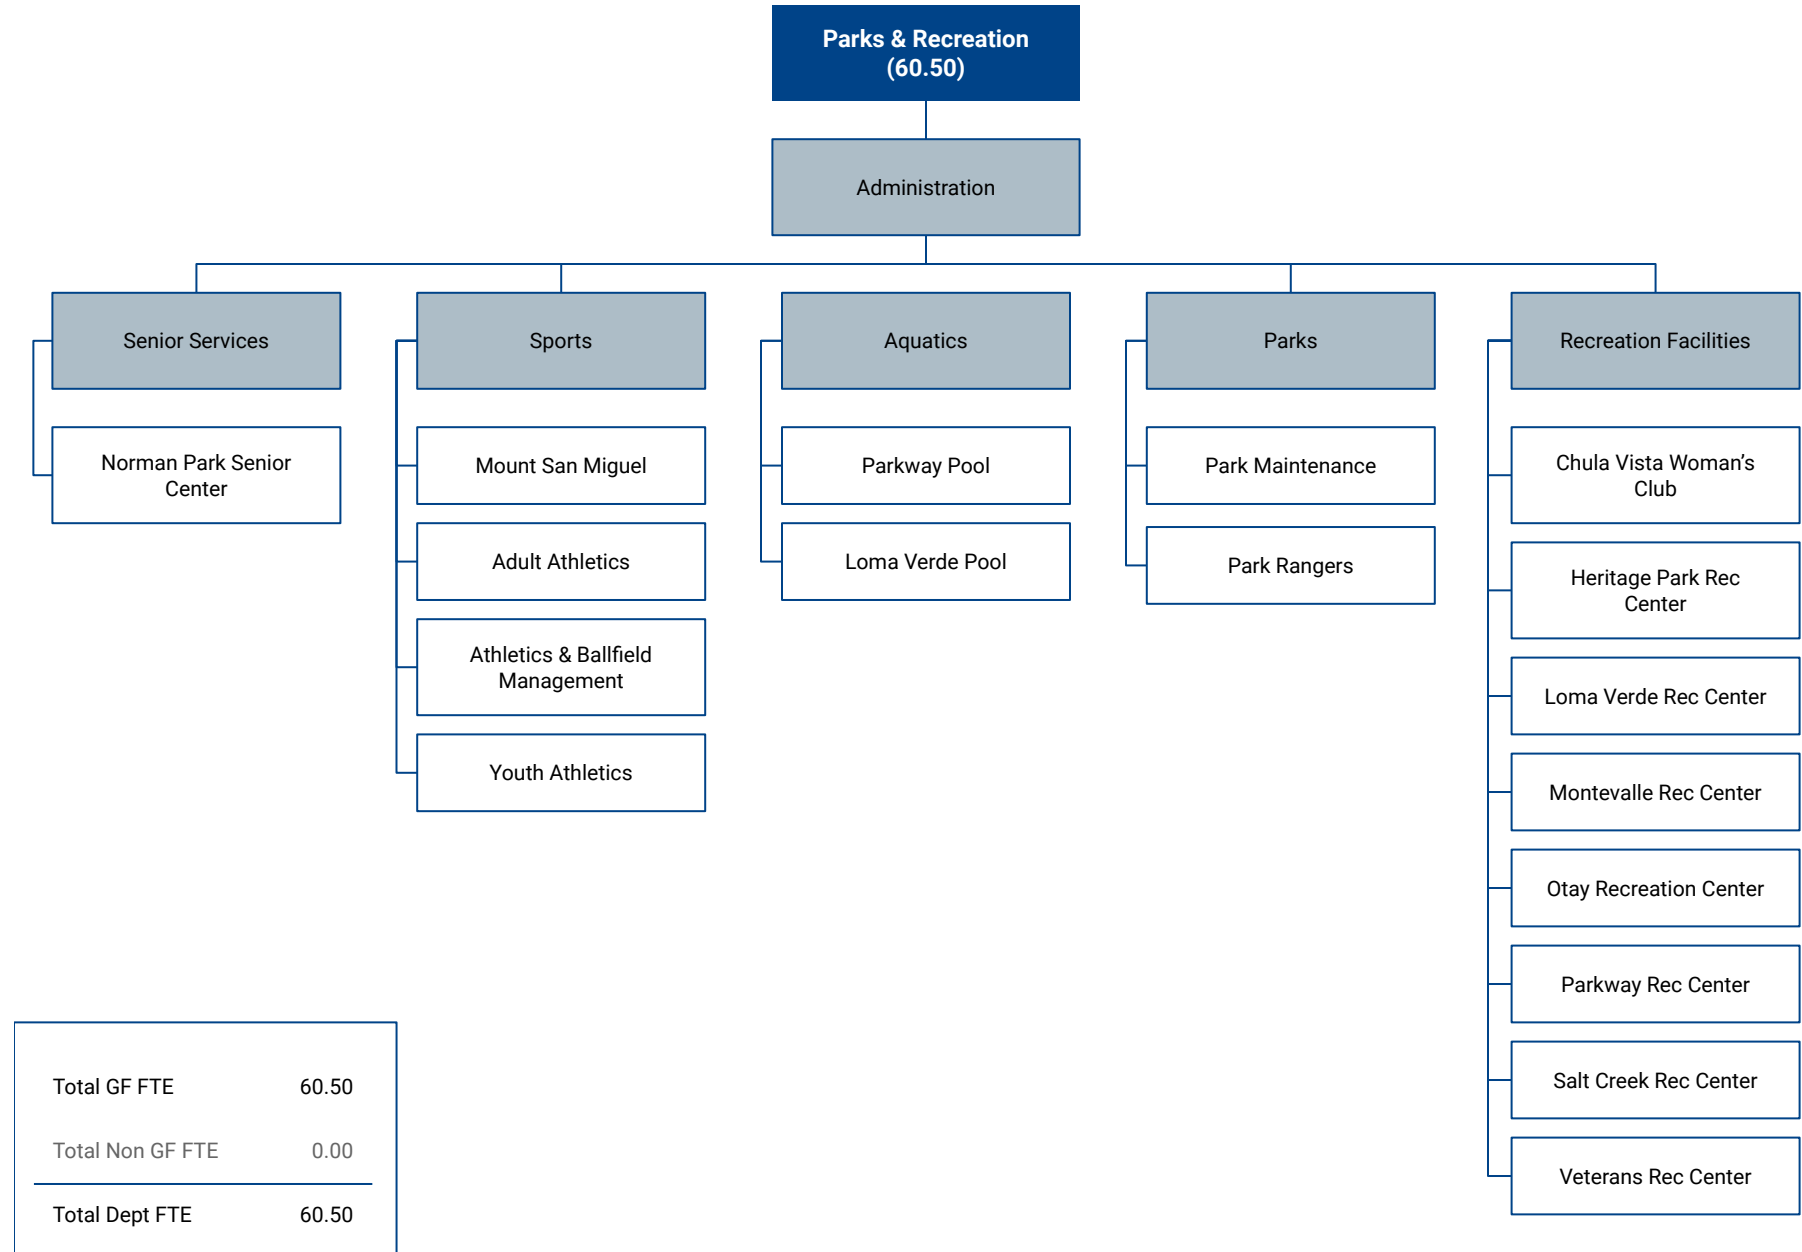 Parks & Recreation
(60.50)
Administration
Senior Services
Norman Park Senior
Center
Sports
Mount San Miguel
Adult Athletics
Athletics & Ballfield
Management
Youth Athletics
Aquatics
Parkway Pool
Loma Verde Pool
Parks
Park Maintenance
Park Rangers
Recreation Facilities
Chula Vista Woman’s
Club
Heritage Park Rec
Center
Loma Verde Rec Center
Montevalle Rec Center
Otay Recreation Center
Parkway Rec Center
Salt Creek Rec Center
Veterans Rec Center
Total GF FTE 60.50
Total Non GF FTE 0.00
Total Dept FTE 60.50